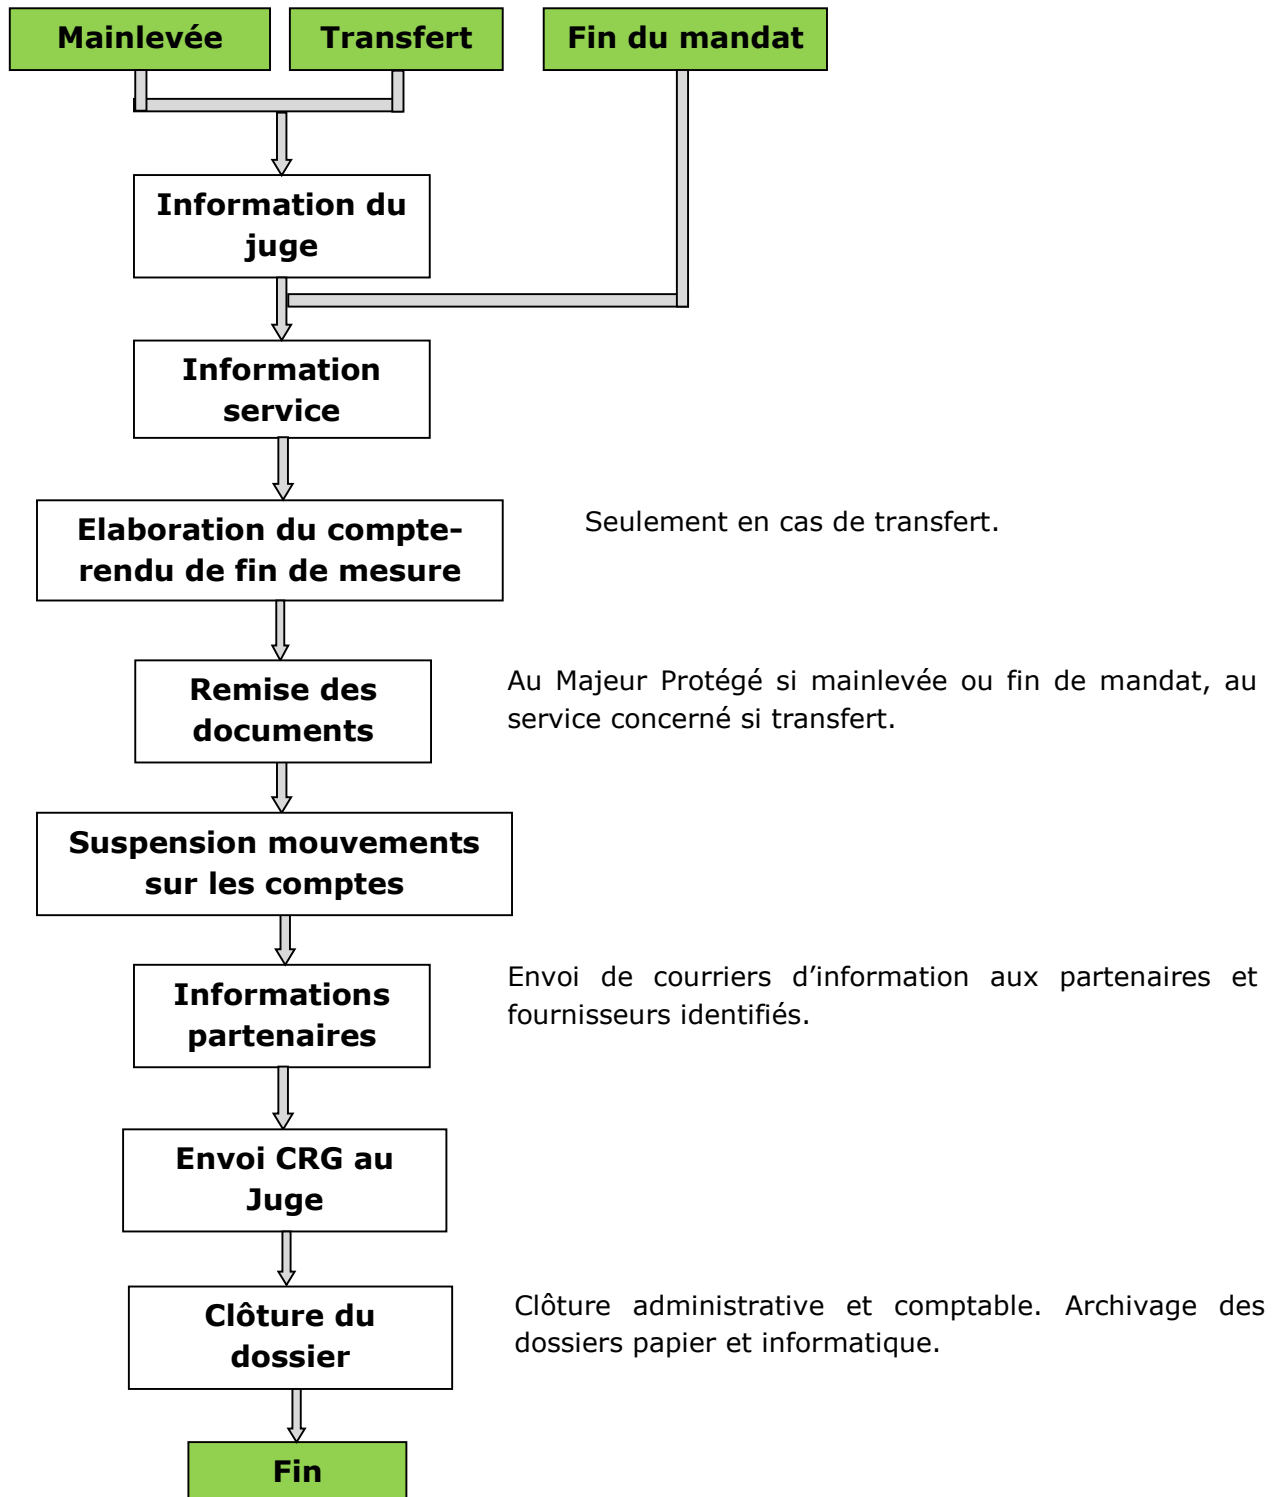 Mainlevée
Transfert
Fin du mandat
Information du
juge
Information
service
Elaboration du compte-
rendu de fin de mesure
Seulement en cas de transfert.
Remise des
documents
Au Majeur Protégé si mainlevée ou fin de mandat, au
service concerné si transfert.
Suspension mouvements
sur les comptes
Informations
partenaires
Envoi de courriers d’information aux partenaires et
fournisseurs identifiés.
Envoi CRG au
Juge
Clôture du
dossier
Clôture administrative et comptable. Archivage des
dossiers papier et informatique.
Fin